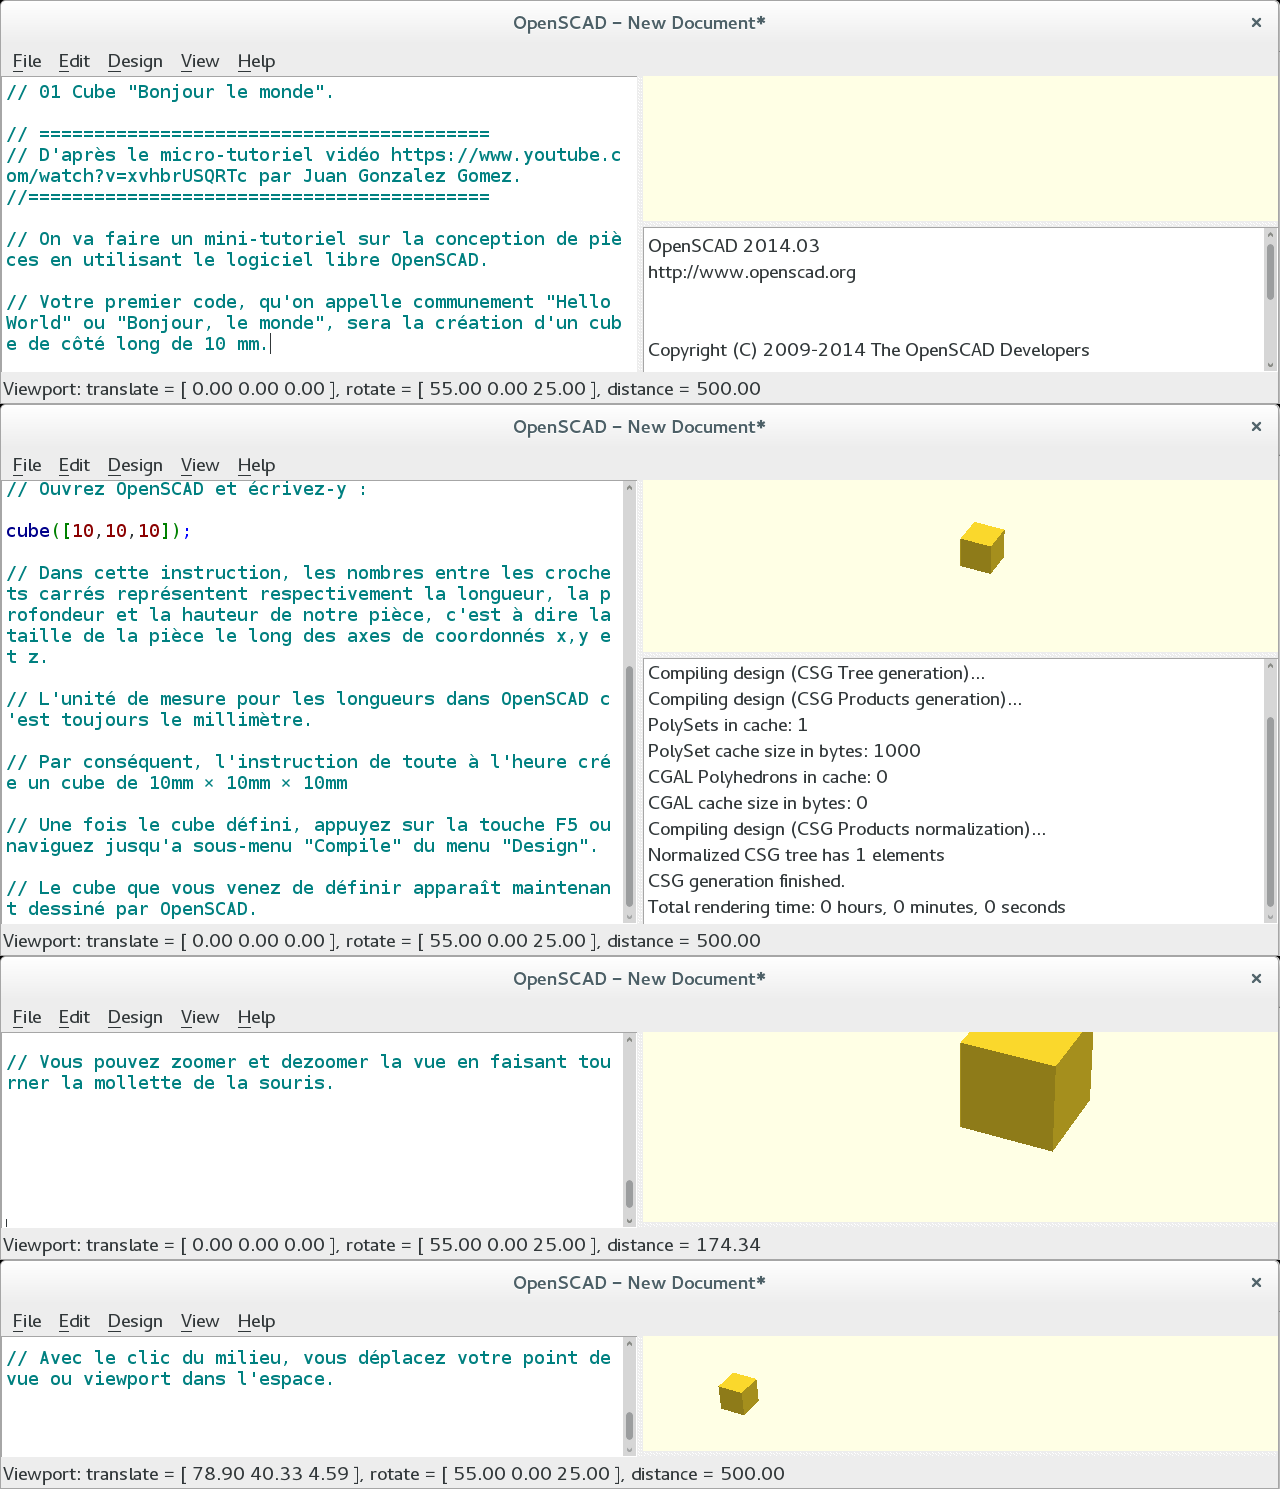 OpenSCAD – New Document*
File Edit Design View Help
// 01 Cube "Bonjour le monde".
// =========================================
// D'après le micro-tutoriel vidéo https://www.youtube.c
om/watch?v=xvhbrUSQRTc par Juan Gonzalez Gomez.
//==========================================
// On va faire un mini-tutoriel sur la conception de piè
ces en utilisant le logiciel libre OpenSCAD.
// Votre premier code, qu'on appelle communement "Hello
World" ou "Bonjour, le monde", sera la création d'un cub
e de côté long de 10 mm.
OpenSCAD 2014.03
http://www.openscad.org
Copyright (C) 2009-2014 The OpenSCAD Developers
Viewport: translate = [ 0.00 0.00 0.00 ], rotate = [ 55.00 0.00 25.00 ], distance = 500.00
OpenSCAD – New Document*
File Edit Design View Help
// Ouvrez OpenSCAD et écrivez-y :
cube([10,10,10]);
// Dans cette instruction, les nombres entre les croche
ts carrés représentent respectivement la longueur, la p
rofondeur et la hauteur de notre pièce, c'est à dire la
taille de la pièce le long des axes de coordonnés x,y e
t z.
// L'unité de mesure pour les longueurs dans OpenSCAD c
'est toujours le millimètre.
// Par conséquent, l'instruction de toute à l'heure cré
e un cube de 10mm × 10mm × 10mm
// Une fois le cube défini, appuyez sur la touche F5 ou
naviguez jusqu'a sous-menu "Compile" du menu "Design".
// Le cube que vous venez de définir apparaît maintenan
t dessiné par OpenSCAD.
Compiling design (CSG Tree generation)...
Compiling design (CSG Products generation)...
PolySets in cache: 1
PolySet cache size in bytes: 1000
CGAL Polyhedrons in cache: 0
CGAL cache size in bytes: 0
Compiling design (CSG Products normalization)...
Normalized CSG tree has 1 elements
CSG generation finished.
Total rendering time: 0 hours, 0 minutes, 0 seconds
Viewport: translate = [ 0.00 0.00 0.00 ], rotate = [ 55.00 0.00 25.00 ], distance = 500.00
OpenSCAD – New Document*
File Edit Design View Help
// Vous pouvez zoomer et dezoomer la vue en faisant tou
rner la mollette de la souris.
Viewport: translate = [ 0.00 0.00 0.00 ], rotate = [ 55.00 0.00 25.00 ], distance = 174.34
OpenSCAD – New Document*
File Edit Design View Help
// Avec le clic du milieu, vous déplacez votre point de
vue ou viewport dans l'espace.
Viewport: translate = [ 78.90 40.33 4.59 ], rotate = [ 55.00 0.00 25.00 ], distance = 500.00